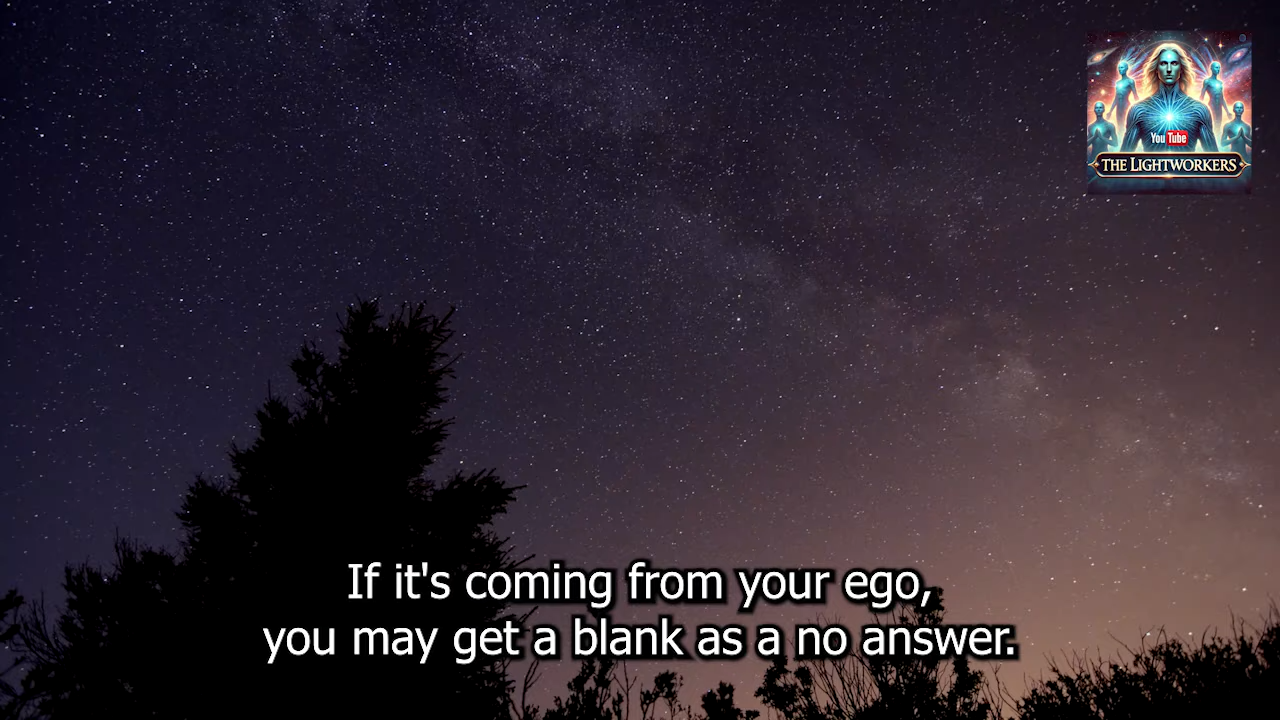 You Tube
THE LIGHTWORKERS
If it's coming from your ego,
you may get a blank as a no answer.